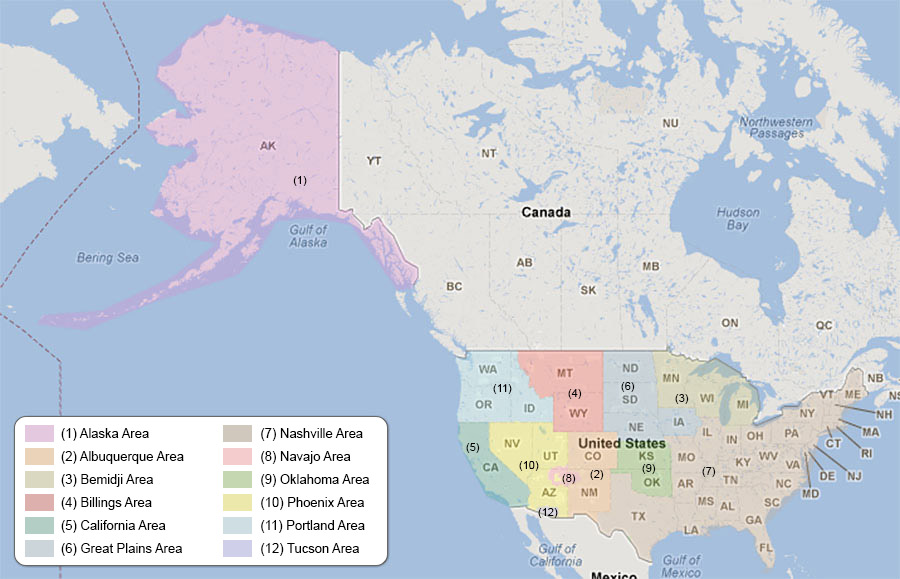 AK
(1)
Bering Sea
Gulf of
Alaska
YT
NT
NU
Northwestern
Passages
Canada
Hudson
Bay
BC
AB
SK
MB
ON
QC
NB
NS
WA
MT
ND
MN
(11)
(4)
(6)
(3)
OR
ID
WY
SD
WI
MI
VT
ME
NH
NY
MA
CT
RI
NJ
DE
MD
NE
IA
IL
IN
OH
PA
(5)
CA
NV
UT
(10)
United States
CO
(2)
KS
(9)
OK
MO
KY
WV
VA
(7)
(8)
AZ
NM
(12)
AR
TN
NC
MS
AL
SC
GA
TX
LA
FL
Gulf of
California
Gulf of
Mexico
Mexico
(1) Alaska Area
(2) Albuquerque Area
(3) Bemidji Area
(4) Billings Area
(5) California Area
(6) Great Plains Area
(7) Nashville Area
(8) Navajo Area
(9) Oklahoma Area
(10) Phoenix Area
(11) Portland Area
(12) Tucson Area